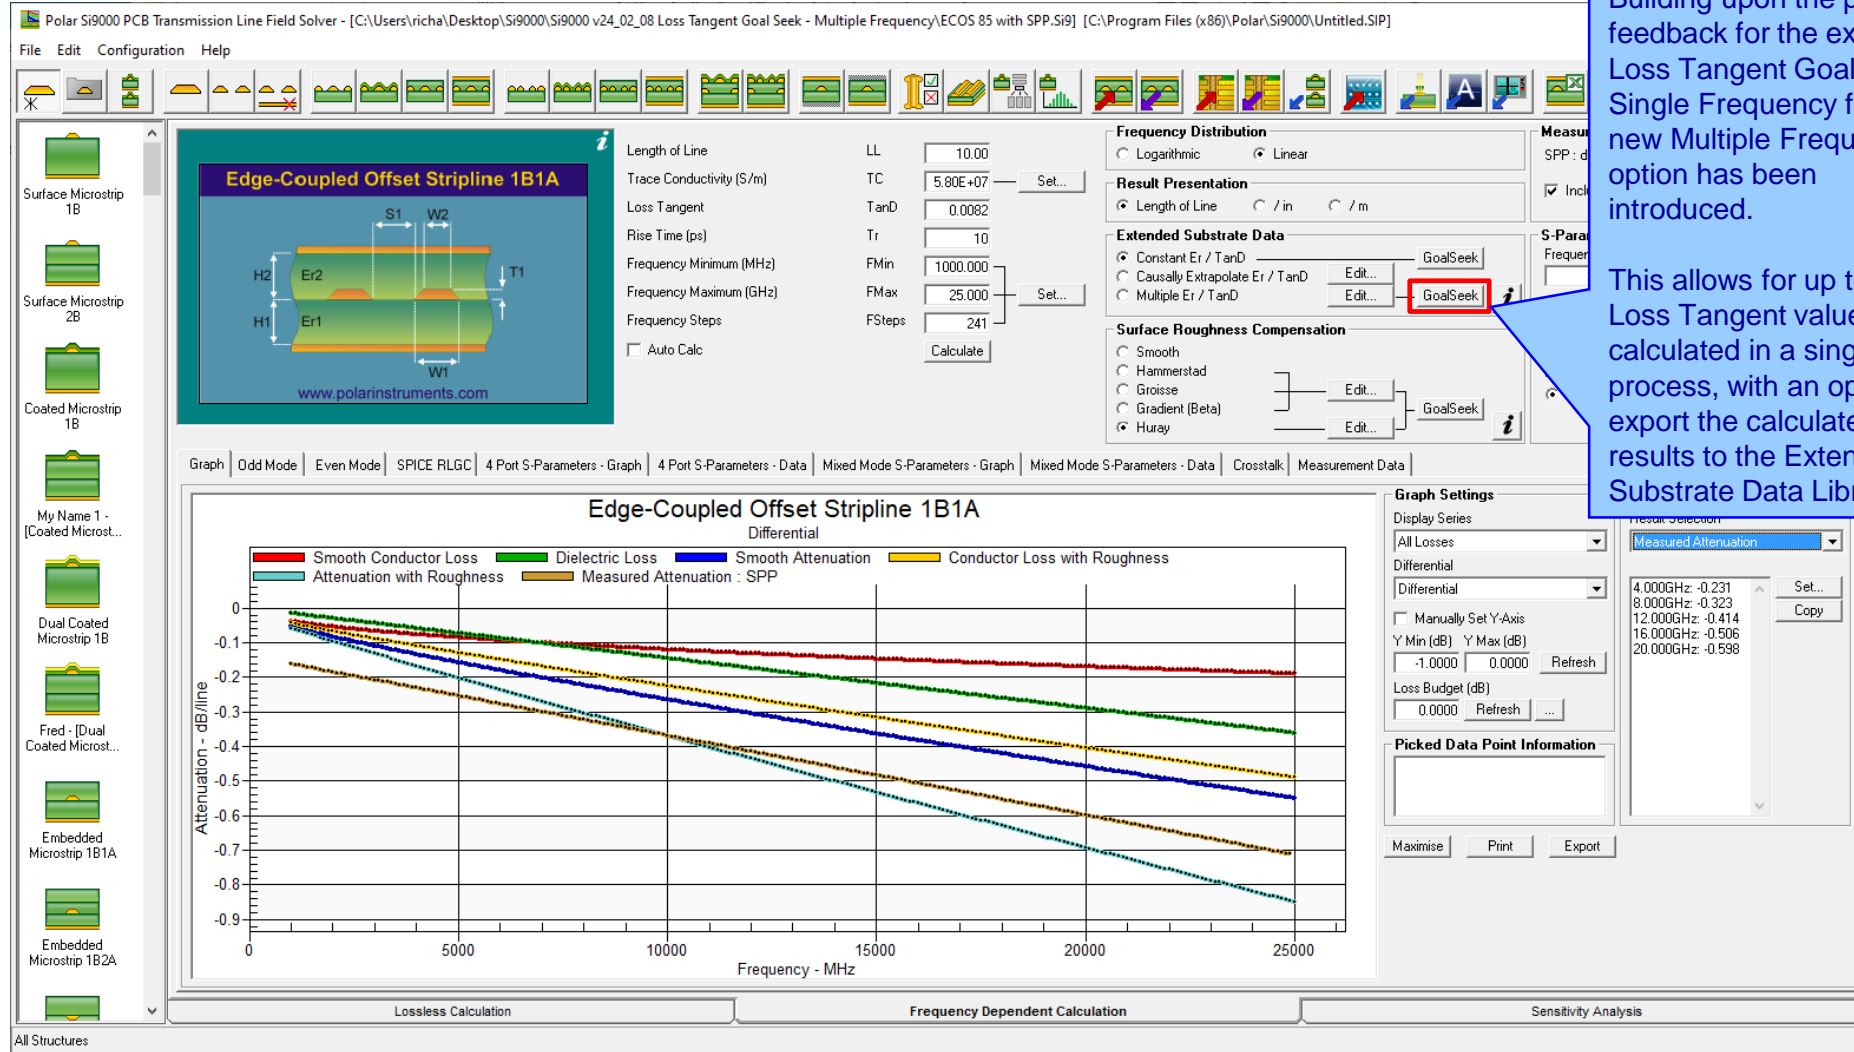 Polar Si9000 PCB Transmission Line Field Solver - [C:\Users\richa\Desktop\Si9000\Si9000 v24_02_08 Loss Tangent Goal Seek - Multiple Frequency\ECOS 85 with SPP.Si9] [C:\Program Files (x86)\Polar\Si9000\Untitled.SIP]
File Edit Configuration Help
Surface Microstrip
1B
Surface Microstrip
2B
Coated Microstrip
1B
My Name 1 -
[Coated Microst...
Dual Coated
Microstrip 1B
Fred - [Dual
Coated Microst...
Embedded
Microstrip 1B1A
Embedded
Microstrip 1B2A
Edge-Coupled Offset Stripline 1B1A
S1 W2
H2 Er2 T1
H1 Er1
W1
www.polarinstruments.com
Length of Line LL 10.00
Trace Conductivity (S/m) TC 5.80E+07 Set...
Loss Tangent TanD 0.0082
Rise Time (ps) Tr 10
Frequency Minimum (MHz) FMin 1000.000
Frequency Maximum (GHz) FMax 25.000 Set...
Frequency Steps FSteps 241
Auto Calc Calculate
Frequency Distribution
Logarithmic Linear
Result Presentation
Length of Line / in / m
Extended Substrate Data
Constant Er / TanD GoalSeek
Causally Extrapolate Er / TanD Edit...
Multiple Er / TanD Edit... GoalSeek
Surface Roughness Compensation
Smooth
Hammerstad
Groisse Edit...
Gradient (Beta) GoalSeek
Huray Edit...
Measu
SPP : d
Incl
S-Para
Frequen
Building upon the p
feedback for the ex
Loss Tangent Goal
Single Frequency f
new Multiple Frequ
option has been
introduced.
This allows for up t
Loss Tangent value
calculated in a sing
process, with an op
export the calculate
results to the Exten
Substrate Data Lib
Graph Odd Mode Even Mode SPICE RLGC 4 Port S-Parameters - Graph 4 Port S-Parameters - Data Mixed Mode S-Parameters - Graph Mixed Mode S-Parameters - Data Crosstalk Measurement Data
Edge-Coupled Offset Stripline 1B1A
Differential
Smooth Conductor Loss Dielectric Loss Smooth Attenuation Conductor Loss with Roughness
Attenuation with Roughness Measured Attenuation : SPP
Attenuation - dB/line
0
-0.1
-0.2
-0.3
-0.4
-0.5
-0.6
-0.7
-0.8
-0.9
0 5000 10000 15000 20000 25000
Frequency - MHz
Graph Settings
Display Series
All Losses
Differential
Differential
Manually Set Y-Axis
Y Min (dB) Y Max (dB)
-1.0000 0.0000 Refresh
Loss Budget (dB)
0.0000 Refresh ...
Picked Data Point Information
Maximise Print Export
Result Selection
Measured Attenuation
4.000GHz: -0.231 Set...
8.000GHz: -0.323 Copy
12.000GHz: -0.414
16.000GHz: -0.506
20.000GHz: -0.598
Lossless Calculation Frequency Dependent Calculation Sensitivity Analysis
All Structures